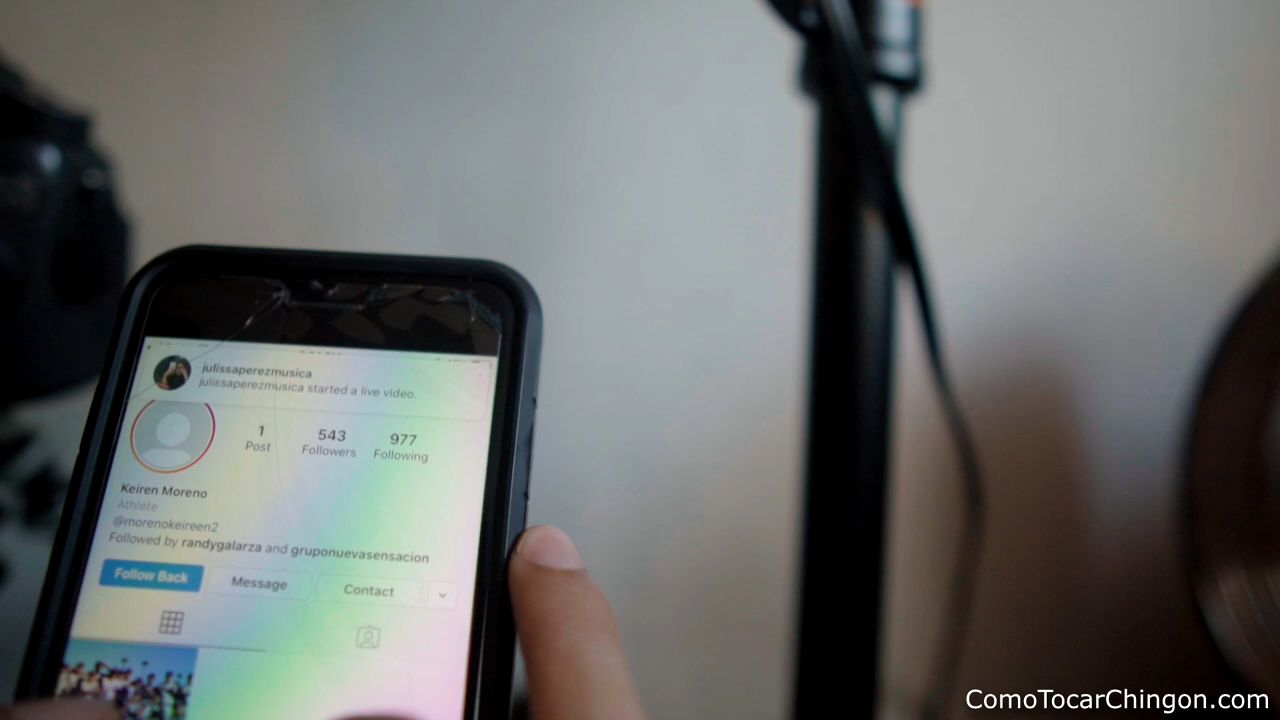 julissaperezmusica
julissaperezmusica started a live video.
1 543 977
Post Followers Following
Keiren Moreno
Athlete
@morenokeireen2
Followed by randygalarza and gruponuevasensacion
Follow Back Message Contact
ComoTocarChingon.com